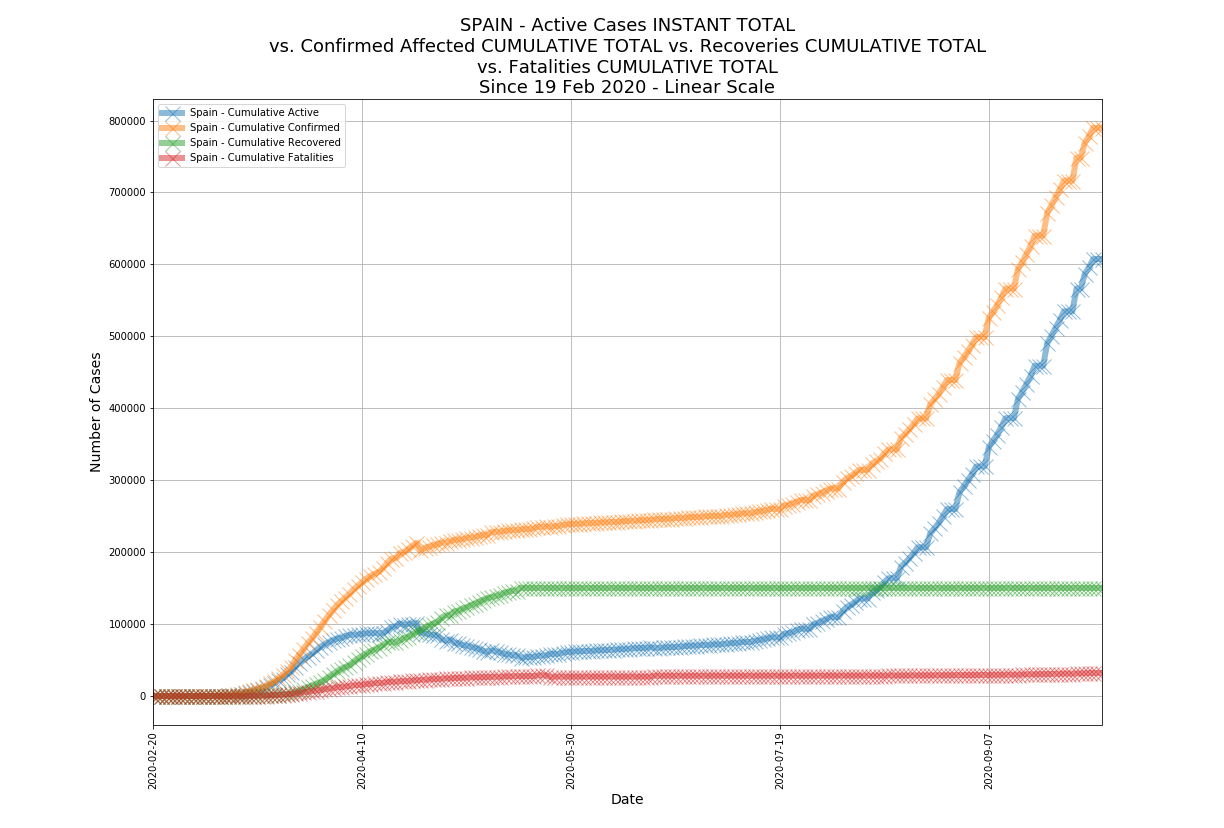 SPAIN - Active Cases INSTANT TOTAL
vs. Confirmed Affected CUMULATIVE TOTAL vs. Recoveries CUMULATIVE TOTAL
vs. Fatalities CUMULATIVE TOTAL
Since 19 Feb 2020 - Linear Scale
Spain - Cumulative Active
Spain - Cumulative Confirmed
Spain - Cumulative Recovered
Spain - Cumulative Fatalities
Number of Cases
800000
700000
600000
500000
400000
300000
200000
100000
0
2020-02-20
2020-04-10
2020-05-30
2020-07-19
2020-09-07
Date